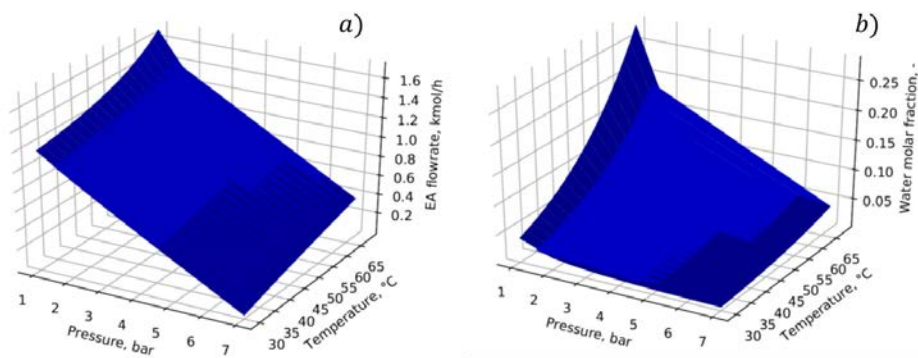 a)
1.6
1.4
1.2
1.0
0.8
0.6
0.4
0.2
EA flowrate, kmol/h
1 2 3 4 5 6 7
Pressure, bar
30 35 40 45 50 55 60 65
Temperature, °C
b)
0.25
0.20
0.15
0.10
0.05
Water molar fraction, -
1 2 3 4 5 6 7
Pressure, bar
30 35 40 45 50 55 60 65
Temperature, °C